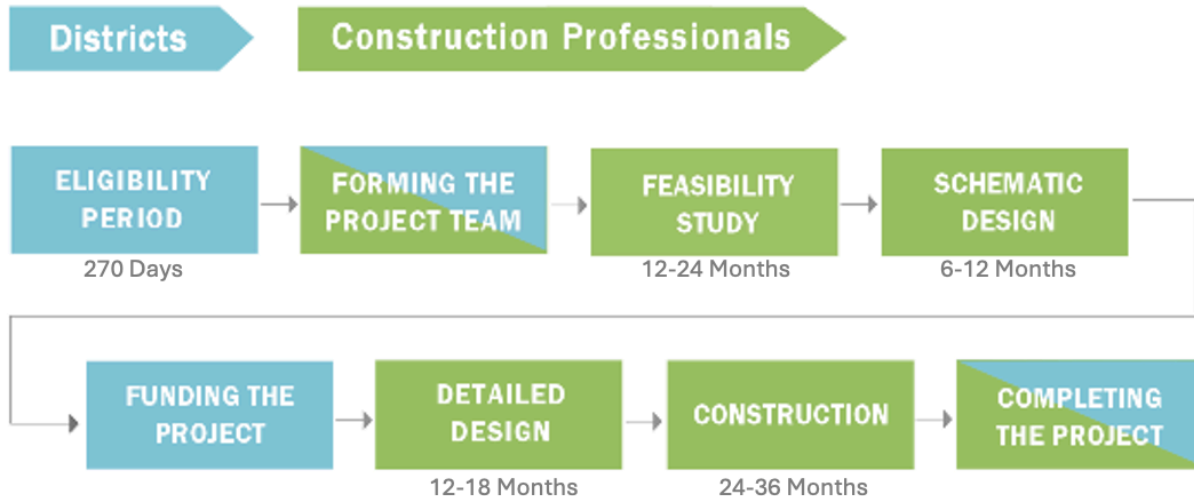 Districts
Construction Professionals
ELIGIBILITY
PERIOD
270 Days
FORMING THE
PROJECT TEAM
FEASIBILITY
STUDY
12-24 Months
SCHEMATIC
DESIGN
6-12 Months
FUNDING THE
PROJECT
DETAILED
DESIGN
12-18 Months
CONSTRUCTION
24-36 Months
COMPLETING
THE PROJECT